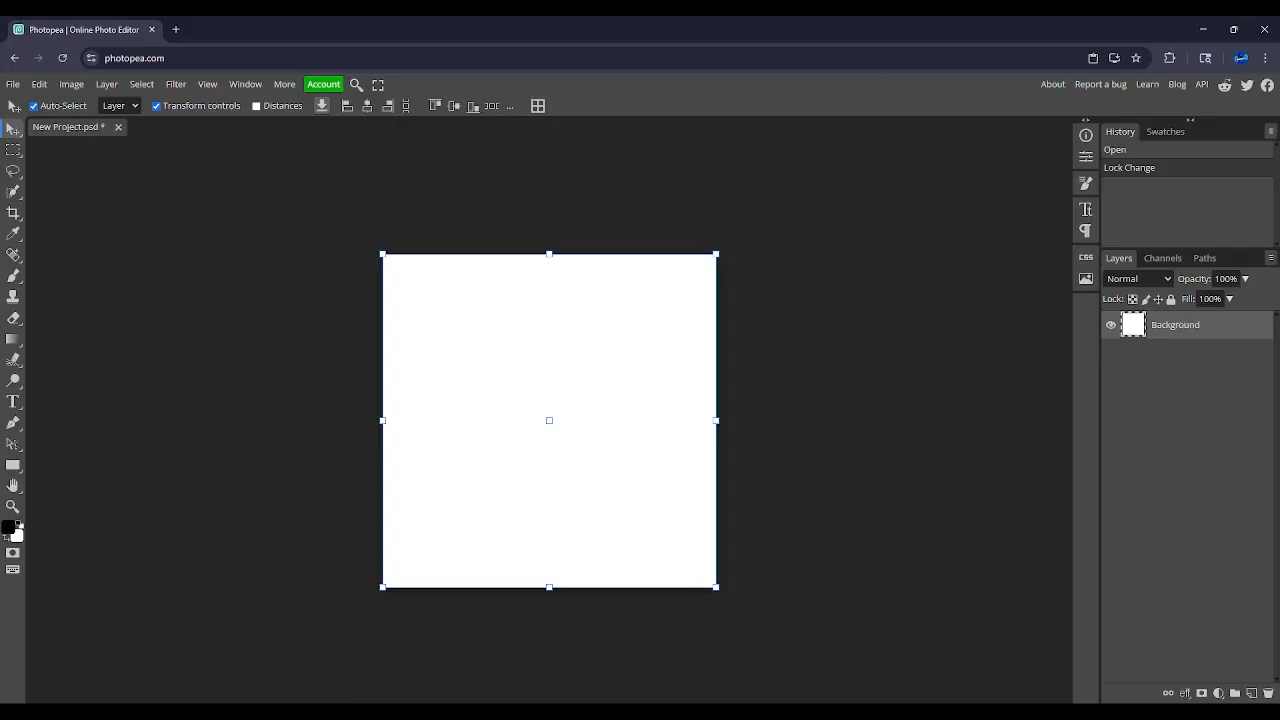 Photopea | Online Photo Editor
photopea.com
File Edit Image Layer Select Filter View Window More Account About Report a bug Learn Blog API
Auto-Select Layer Transform controls Distances ...
New Project.psd *
History Swatches
Open
Lock Change
CSS
Layers Channels Paths
Normal Opacity: 100%
Lock: Fill: 100%
Background
eff